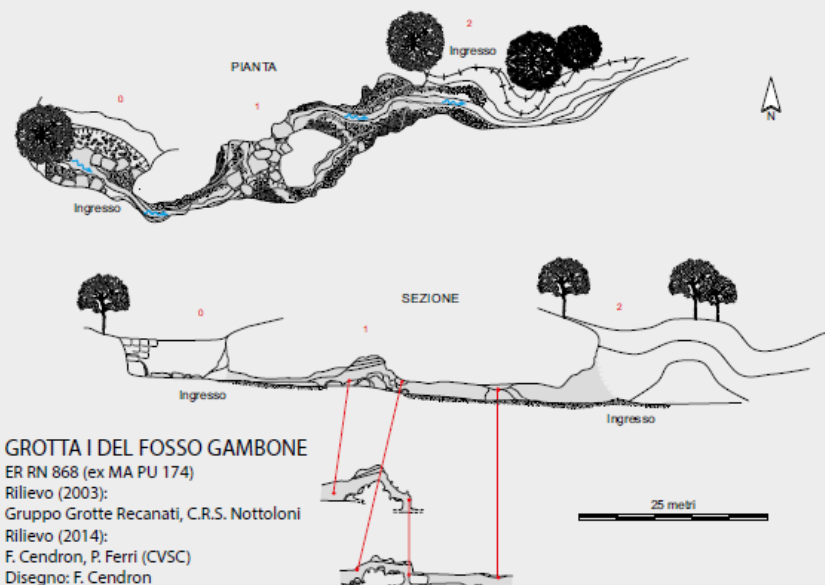 2
Ingresso
PIANTA
0
1
N
Ingresso
SEZIONE
0
2
1
Ingresso
Ingresso
GROTTA I DEL FOSSO GAMBONE
ER RN 868 (ex MA PU 174)
Rilievo (2003):
Gruppo Grotte Recanati, C.R.S. Nottoloni
Rilievo (2014):
F. Cendron, P. Ferri (CVSC)
Disegno: F. Cendron
25 metri